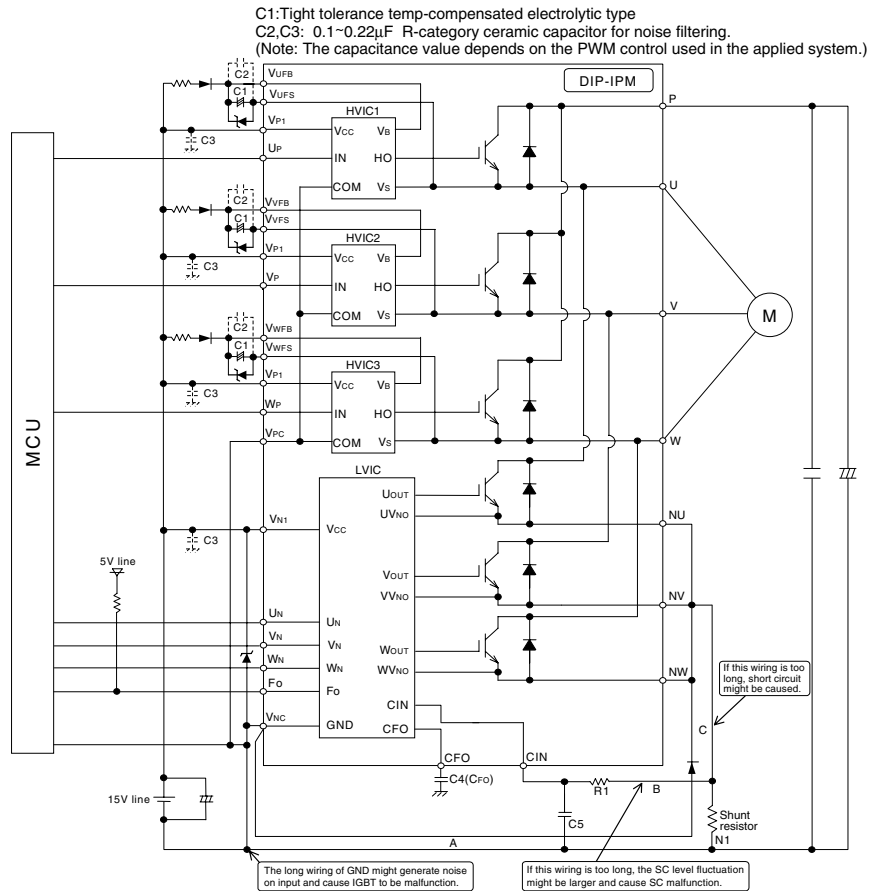 C1:Tight tolerance temp-compensated electrolytic type
C2,C3: 0.1~0.22µF R-category ceramic capacitor for noise filtering.
(Note: The capacitance value depends on the PWM control used in the applied system.)
DIP-IPM
C2
VUFB
C1
VUFS
P
HVIC1
VP1
C3
VCC
VB
UP
IN
HO
COM
VS
U
C2
VVFB
C1
VVFS
HVIC2
VP1
C3
VCC
VB
VP
IN
HO
COM
VS
V
M
C2
VWFB
C1
VWFS
HVIC3
VP1
C3
VCC
VB
WP
IN
HO
VPC
COM
VS
W
MCU
LVIC
UOUT
UVNO
NU
VN1
C3
VCC
5V line
VOUT
VVNO
NV
UN
UN
VN
VN
WOUT
WN
WN
WVNO
NW
FO
Fo
If this wiring is too
long, short circuit
might be caused.
CIN
VNC
GND
CFO
C
CFO
CIN
C4(CFO)
R1
B
15V line
C5
Shunt
resistor
N1
A
The long wiring of GND might generate noise
on input and cause IGBT to be malfunction.
If this wiring is too long, the SC level fluctuation
might be larger and cause SC malfunction.